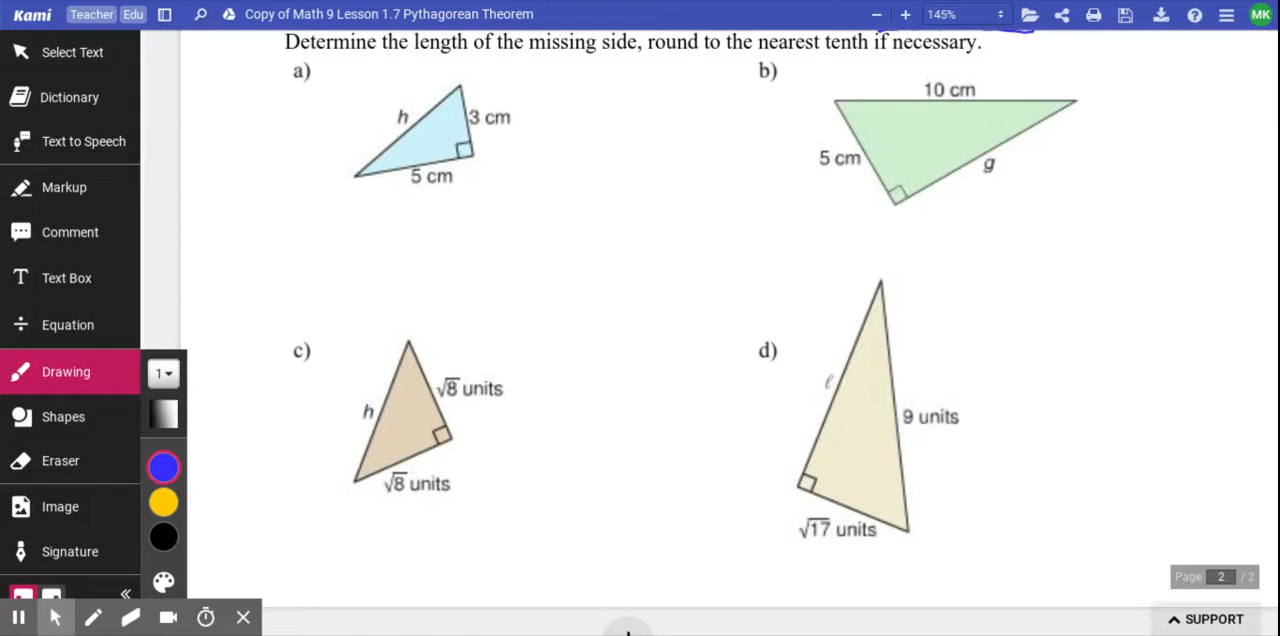 Kami Teacher Edu Copy of Math 9 Lesson 1.7 Pythagorean Theorem 145% MK
Select Text
Dictionary
Text to Speech
Markup
Comment
Text Box
Equation
Drawing
Shapes
Eraser
Image
Signature
1
Determine the length of the missing side, round to the nearest tenth if necessary.
a)
h
3 cm
5 cm
b)
10 cm
5 cm
g
c)
h
√8 units
√8 units
d)
ℓ
9 units
√17 units
Page 2 / 2
SUPPORT